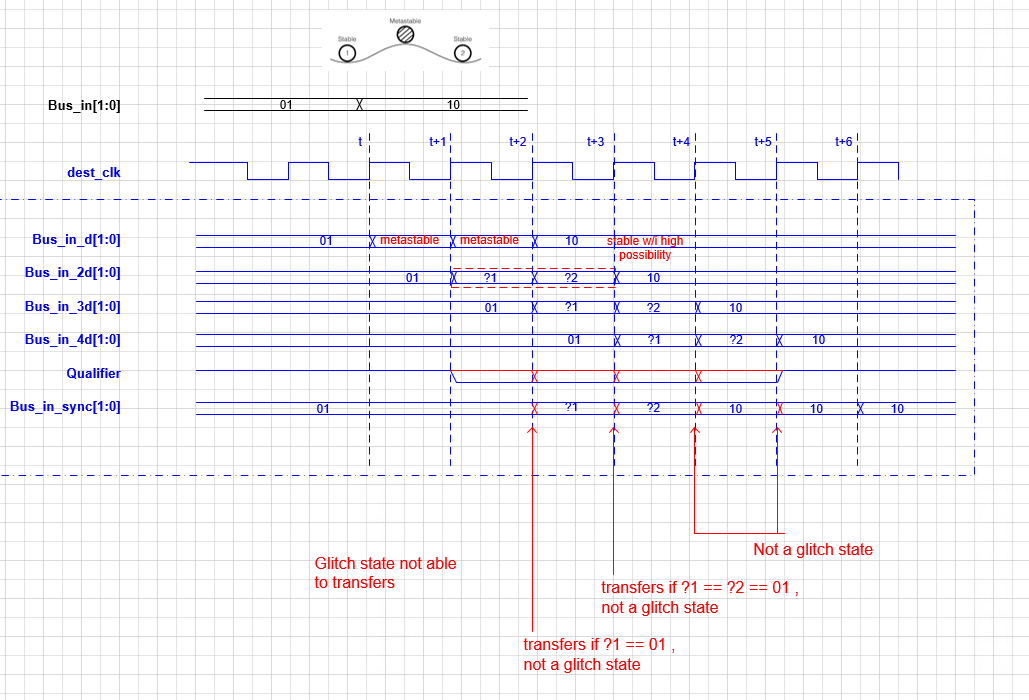 Metastable
Stable
Stable
1
2
Bus_in[1:0]
01
10
t
t+1
t+2
t+3
t+4
t+5
t+6
dest_clk
Bus_in_d[1:0]
01
metastable
metastable
10
stable w/i high
possibility
Bus_in_2d[1:0]
01
?1
?2
10
Bus_in_3d[1:0]
01
?1
?2
10
Bus_in_4d[1:0]
01
?1
?2
10
Qualifier
Bus_in_sync[1:0]
01
?1
?2
10
10
10
Not a glitch state
Glitch state not able
to transfers
transfers if ?1 == ?2 == 01 ,
not a glitch state
transfers if ?1 == 01 ,
not a glitch state